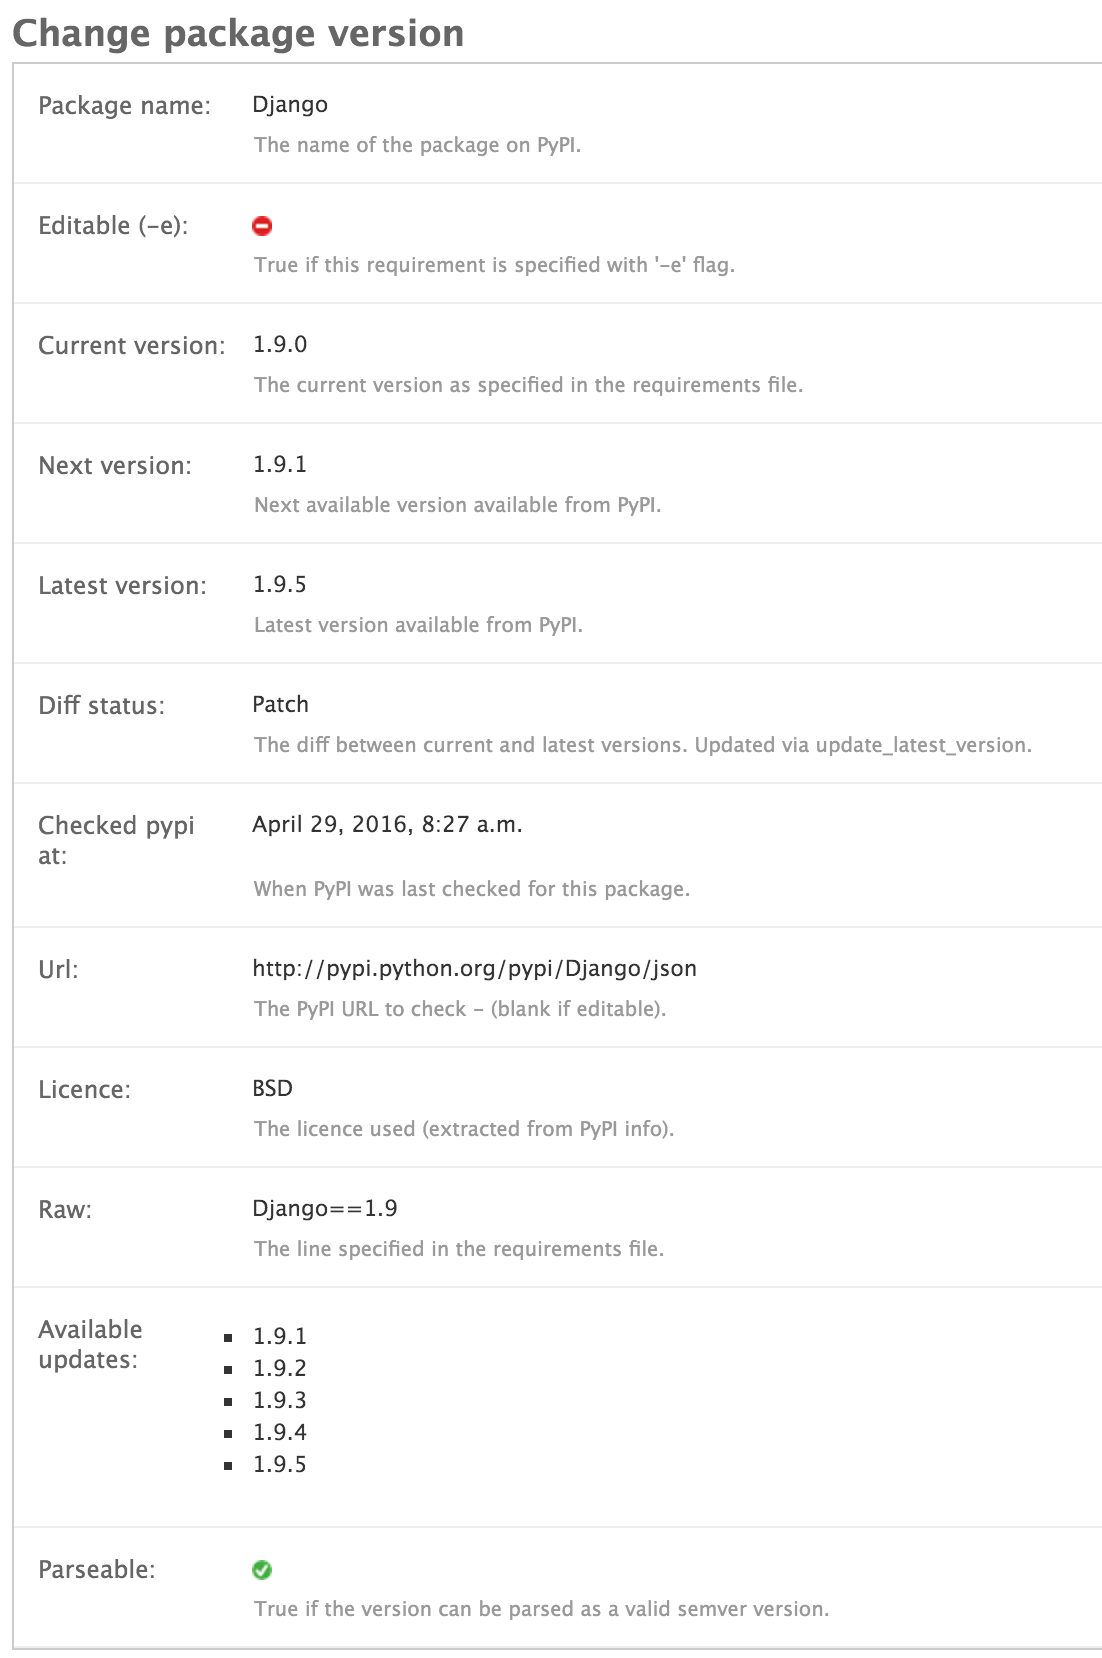 Change package version
Package name: Django
The name of the package on PyPI.
Editable (-e):
True if this requirement is specified with '-e' flag.
Current version: 1.9.0
The current version as specified in the requirements file.
Next version: 1.9.1
Next available version available from PyPI.
Latest version: 1.9.5
Latest version available from PyPI.
Diff status: Patch
The diff between current and latest versions. Updated via update_latest_version.
Checked pypi
at:
April 29, 2016, 8:27 a.m.
When PyPI was last checked for this package.
Url: http://pypi.python.org/pypi/Django/json
The PyPI URL to check - (blank if editable).
Licence: BSD
The licence used (extracted from PyPI info).
Raw: Django==1.9
The line specified in the requirements file.
Available
updates:
1.9.1
1.9.2
1.9.3
1.9.4
1.9.5
Parseable:
True if the version can be parsed as a valid semver version.